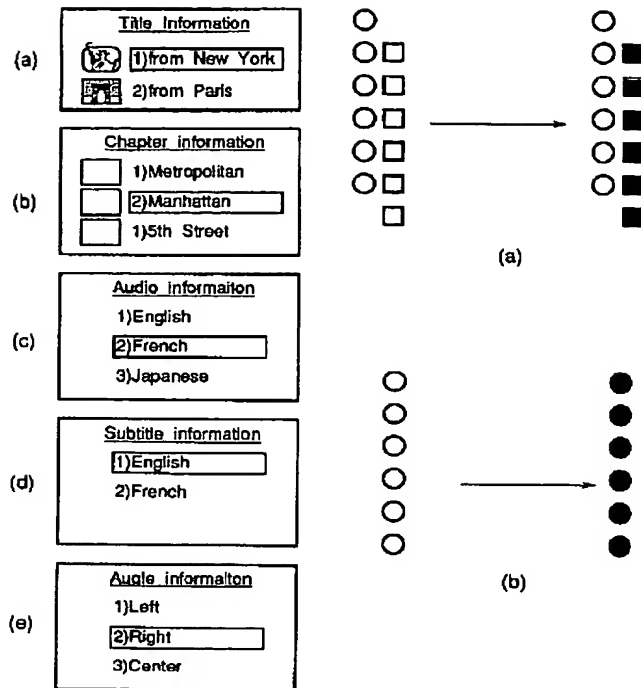 Title Information
(a)
1)from New York
2)from Paris
Chapter information
(b)
1)Metropolitan
2)Manhattan
1)5th Street
Audio Informaiton
(c)
1)English
2)French
3)Japanese
Subtitle information
(d)
1)English
2)French
Augle informaiton
(e)
1)Left
2)Right
3)Center
(a)
(b)